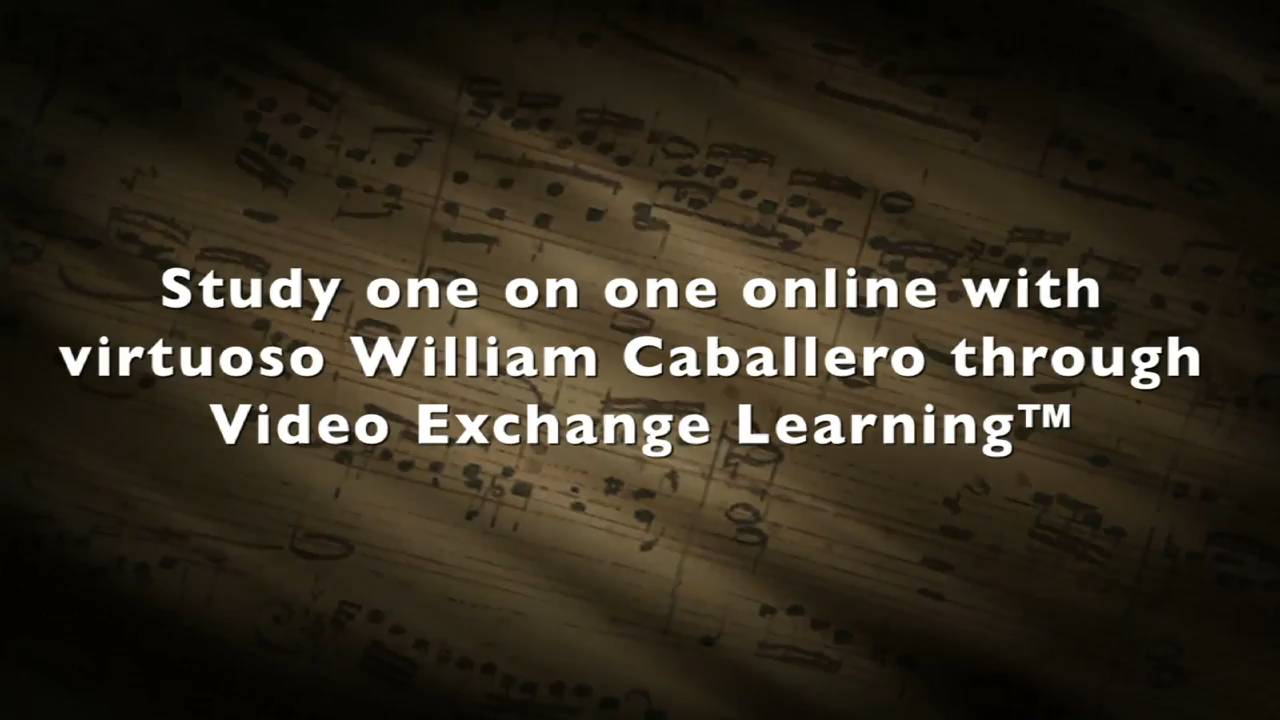 Study one on one online with
virtuoso William Caballero through
Video Exchange Learning™